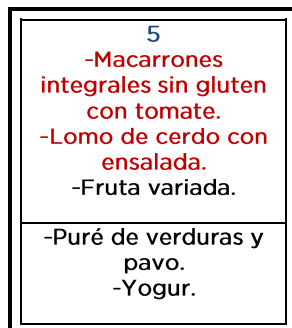 5
-Macarrones
integrales sin gluten
con tomate.
-Lomo de cerdo con
ensalada.
-Fruta variada.
-Puré de verduras y
pavo.
-Yogur.